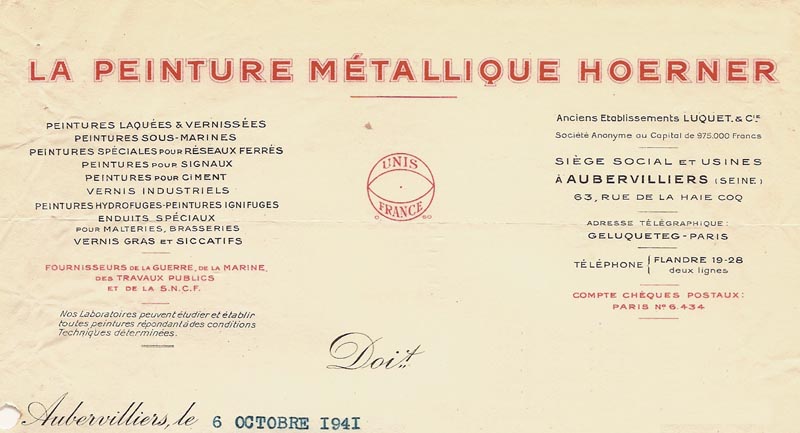 LA PEINTURE MÉTALLIQUE HOERNER
PEINTURES LAQUÉES & VERNISSÉES
PEINTURES SOUS-MARINES
PEINTURES SPÉCIALES POUR RÉSEAUX FERRÉS
PEINTURES POUR SIGNAUX
PEINTURES POUR CIMENT
VERNIS INDUSTRIELS
PEINTURES HYDROFUGES-PEINTURES IGNIFUGES
ENDUITS SPÉCIAUX
POUR MALTERIES, BRASSERIES
VERNIS GRAS ET SICCATIFS
FOURNISSEURS DE LA GUERRE, DE LA MARINE,
DES TRAVAUX PUBLICS
ET DE LA S.N.C.F.
Nos Laboratoires peuvent étudier et établir
toutes peintures répondant à des conditions
Techniques déterminées.
UNIS
FRANCE
Anciens Etablissements LUQUET. & Cie
Société Anonyme au Capital de 975.000 Francs
SIÈGE SOCIAL ET USINES
À AUBERVILLIERS (SEINE)
63, RUE DE LA HAIE COQ
ADRESSE TÉLÉGRAPHIQUE:
GELUQUETEG-PARIS
TÉLÉPHONE { FLANDRE 19-28
deux lignes
COMPTE CHÈQUES POSTAUX:
PARIS No 6.434
Doit
Aubervilliers, le 6 OCTOBRE 1941